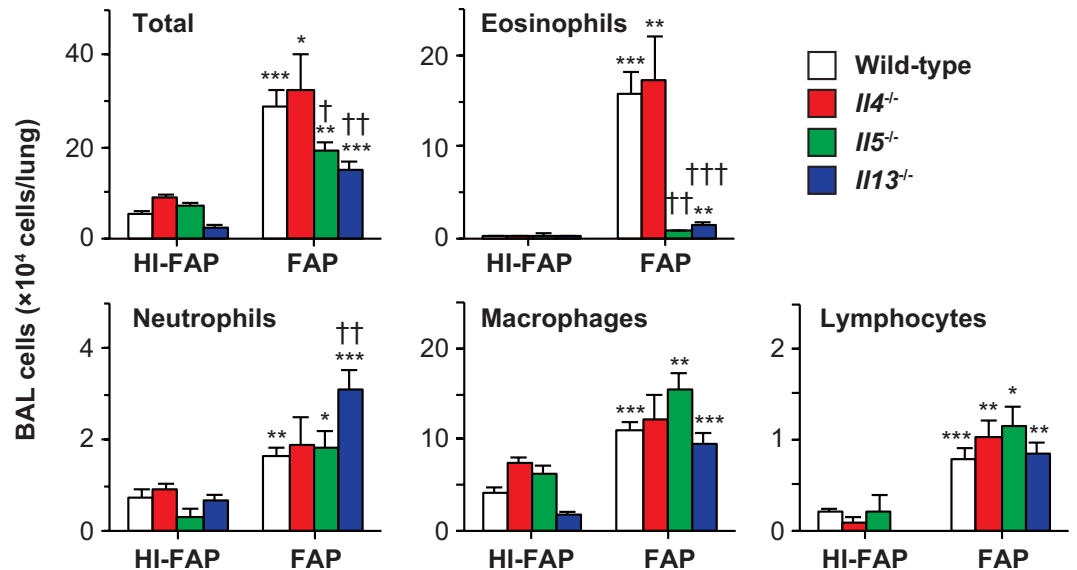 BAL cells (×10⁴ cells/lung)
Total
40
20
0
***
*
†
**
††
***
HI-FAP
FAP
Eosinophils
20
10
0
***
**
††
†††
**
HI-FAP
FAP
Wild-type
Il4-/-
Il5-/-
Il13-/-
Neutrophils
4
2
0
**
*
††
***
HI-FAP
FAP
Macrophages
20
10
0
***
**
***
HI-FAP
FAP
Lymphocytes
2
1
0
***
**
*
**
HI-FAP
FAP